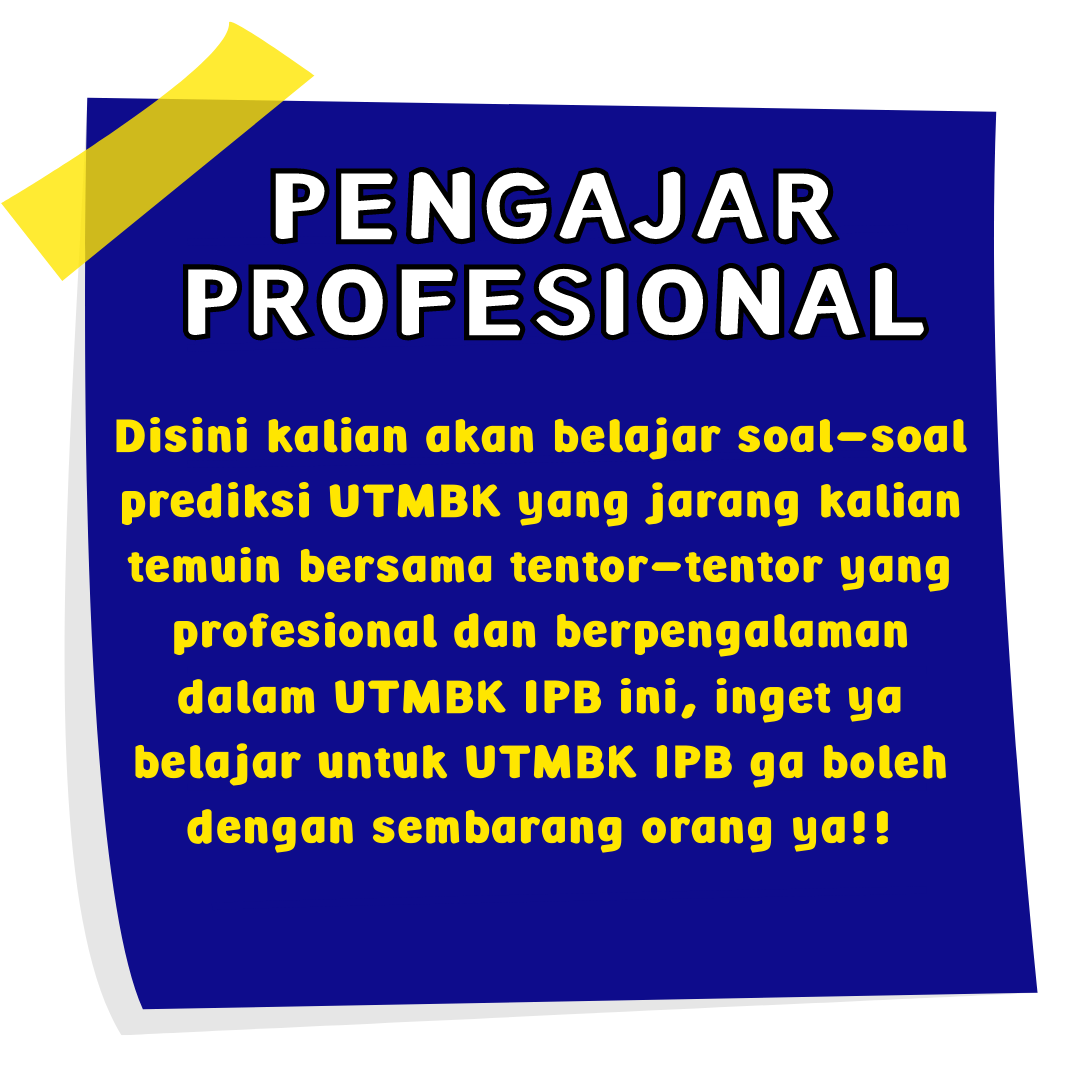 PENGAJAR
PROFESIONAL
Disini kalian akan belajar soal-soal
prediksi UTMBK yang jarang kalian
temuin bersama tentor-tentor yang
profesional dan berpengalaman
dalam UTMBK IPB ini, inget ya
belajar untuk UTMBK IPB ga boleh
dengan sembarang orang ya!!